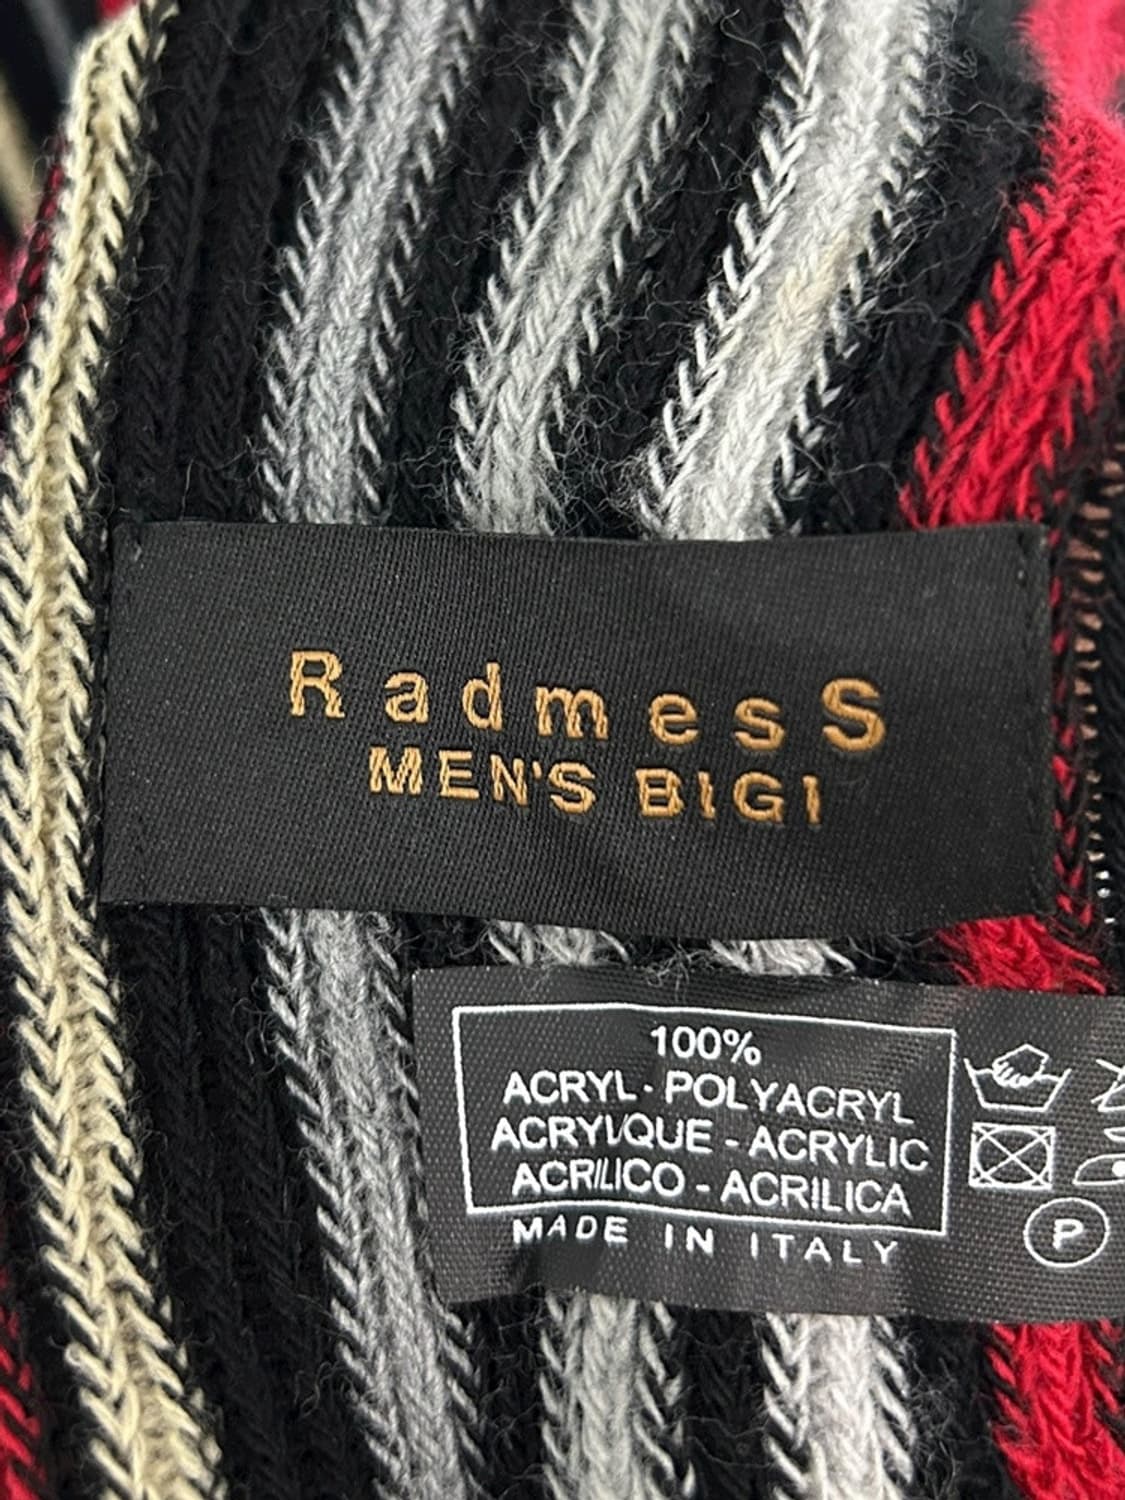 RadmesS
MEN'S BIGI
100%
ACRYL - POLYACRYL
ACRYLIQUE - ACRYLIC
ACRILICO - ACRILICA
MADE IN ITALY
P